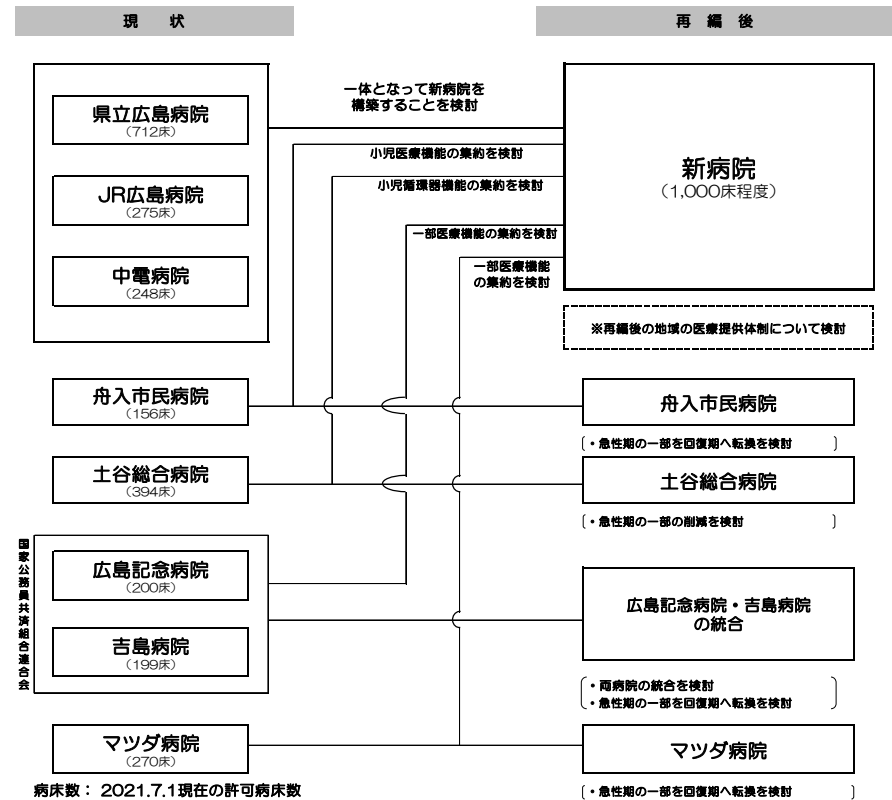 現　状
再　編　後
県立広島病院
（712床）
JR広島病院
（275床）
中電病院
（248床）
一体となって新病院を
構築することを検討
小児医療機能の集約を検討
小児循環器機能の集約を検討
一部医療機能の集約を検討
一部医療機能
の集約を検討
新病院
（1,000床程度）
※再編後の地域の医療提供体制について検討
舟入市民病院
（156床）
舟入市民病院
・急性期の一部を回復期へ転換を検討
土谷総合病院
（394床）
土谷総合病院
・急性期の一部の削減を検討
国家公務員共済組合連合会
広島記念病院
（200床）
吉島病院
（199床）
広島記念病院・吉島病院
の統合
・両病院の統合を検討
・急性期の一部を回復期へ転換を検討
マツダ病院
（270床）
マツダ病院
・急性期の一部を回復期へ転換を検討
病床数： 2021.7.1現在の許可病床数